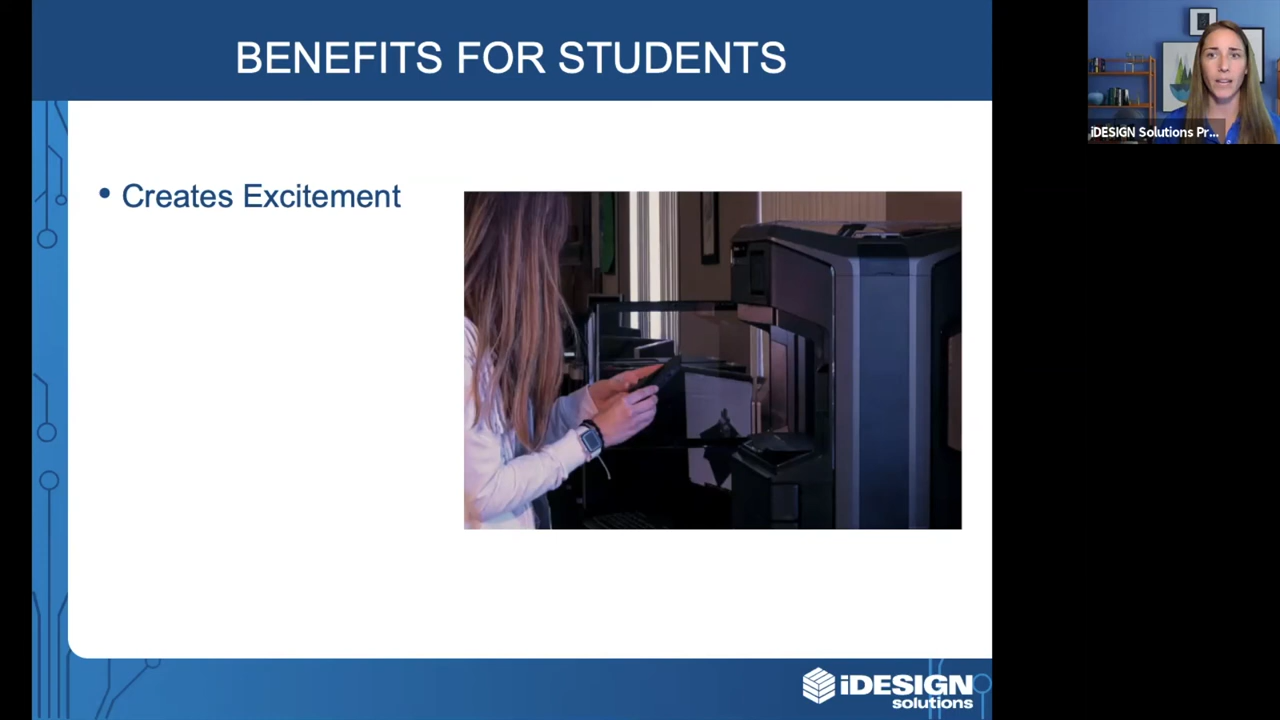 BENEFITS FOR STUDENTS
iDESIGN Solutions Pr...
• Creates Excitement
iDESIGN
solutions